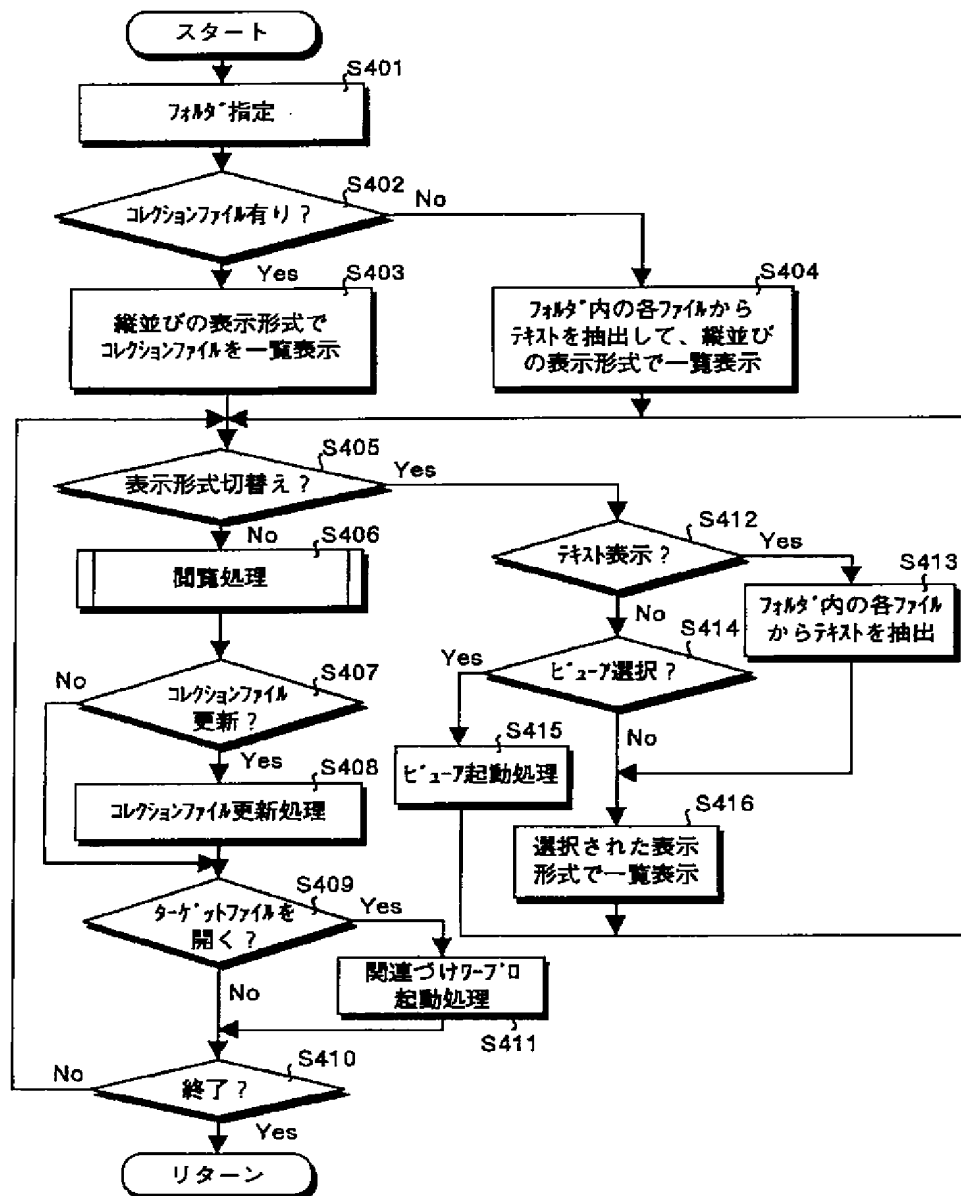 スタート
S401
フォルダ指定
S402
コレクションファイル有り?
No
Yes
S403
縦並びの表示形式で
コレクションファイルを一覧表示
S404
フォルダ内の各ファイルから
テキストを抽出して、縦並び
の表示形式で一覧表示
S405
表示形式切替え?
Yes
No
S406
閲覧処理
S412
テキスト表示?
Yes
No
S413
フォルダ内の各ファイル
からテキストを抽出
S414
ビューア選択?
Yes
No
S407
コレクションファイル
更新?
No
Yes
S415
ビューア起動処理
S408
コレクションファイル更新処理
S416
選択された表示
形式で一覧表示
S409
ターゲットファイルを
開く?
Yes
No
関連づけワープロ
起動処理
S411
S410
終了?
No
Yes
リターン